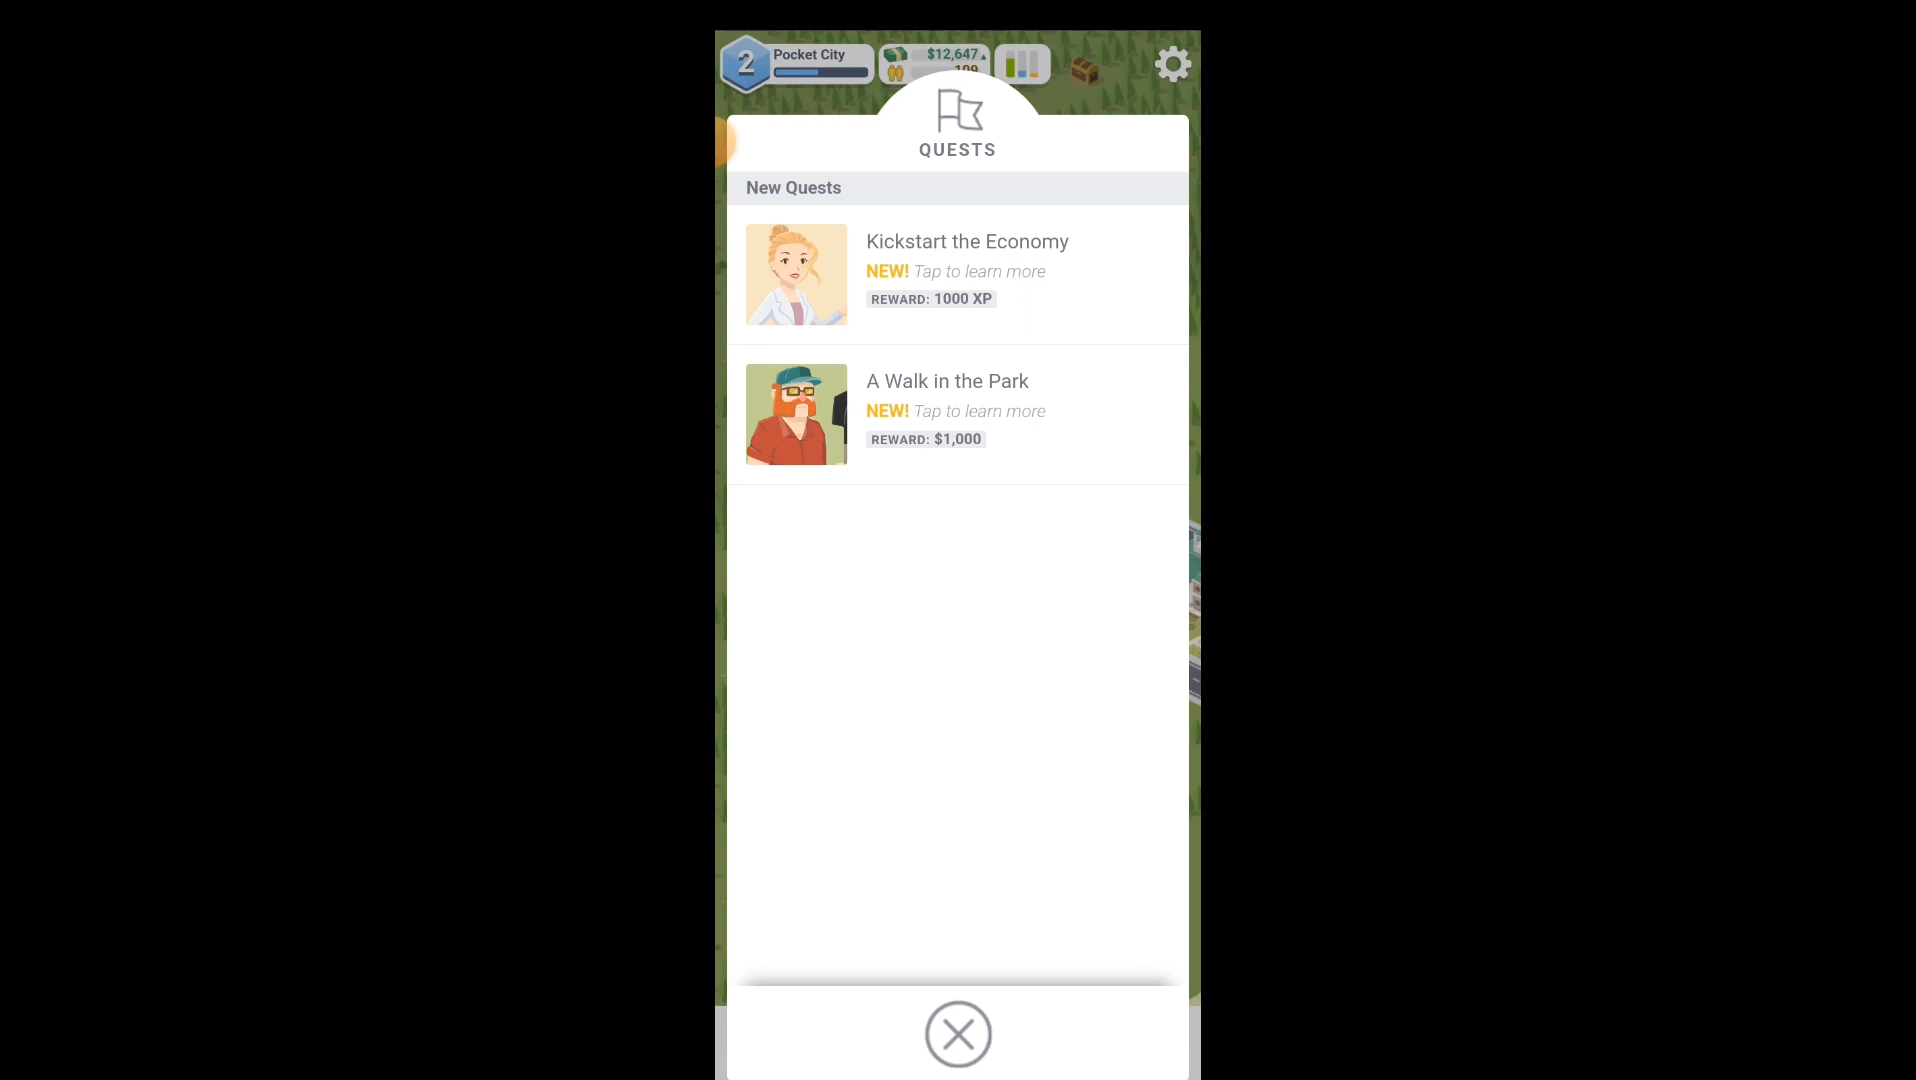 2
Pocket City
$12,647
109
QUESTS
New Quests
Kickstart the Economy
NEW! Tap to learn more
REWARD: 1000 XP
A Walk in the Park
NEW! Tap to learn more
REWARD: $1,000